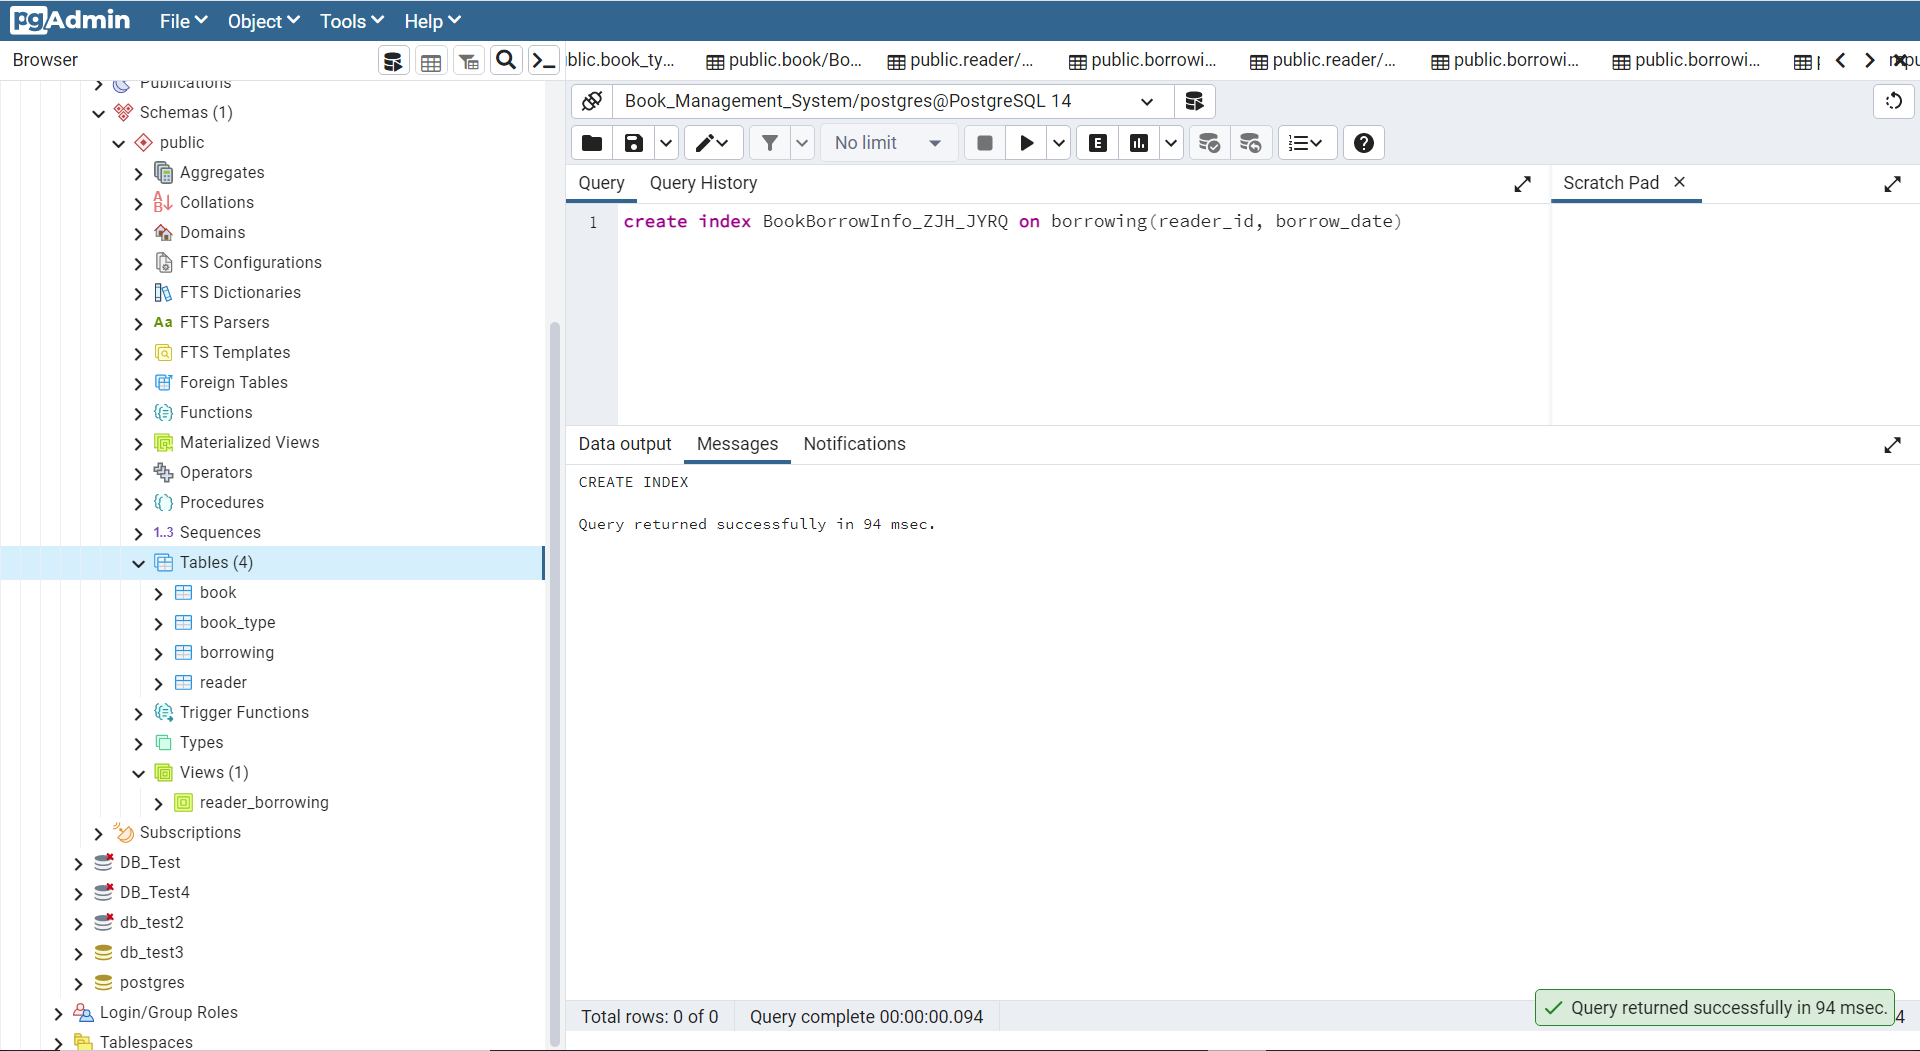 pgAdmin File Object Tools Help
Browser
blic.book_ty... public.book/Bo... public.reader/... public.borrowi... public.reader/... public.borrowi... public.borrowi...
Publications
Schemas (1)
public
Aggregates
Collations
Domains
FTS Configurations
FTS Dictionaries
Aa FTS Parsers
FTS Templates
Foreign Tables
Functions
Materialized Views
Operators
Procedures
1..3 Sequences
Tables (4)
book
book_type
borrowing
reader
Trigger Functions
Types
Views (1)
reader_borrowing
Subscriptions
DB_Test
DB_Test4
db_test2
db_test3
postgres
Login/Group Roles
Tablespaces
Book_Management_System/postgres@PostgreSQL 14
No limit
E
Query Query History
Scratch Pad
1 create index BookBorrowInfo_ZJH_JYRQ on borrowing(reader_id, borrow_date)
Data output Messages Notifications
CREATE INDEX
Query returned successfully in 94 msec.
Total rows: 0 of 0 Query complete 00:00:00.094
Query returned successfully in 94 msec.
4